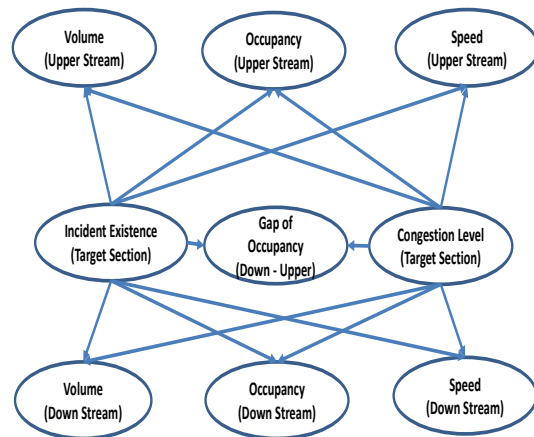 Volume
(Upper Stream)
Occupancy
(Upper Stream)
Speed
(Upper Stream)
Incident Existence
(Target Section)
Gap of
Occupancy
(Down - Upper)
Congestion Level
(Target Section)
Volume
(Down Stream)
Occupancy
(Down Stream)
Speed
(Down Stream)